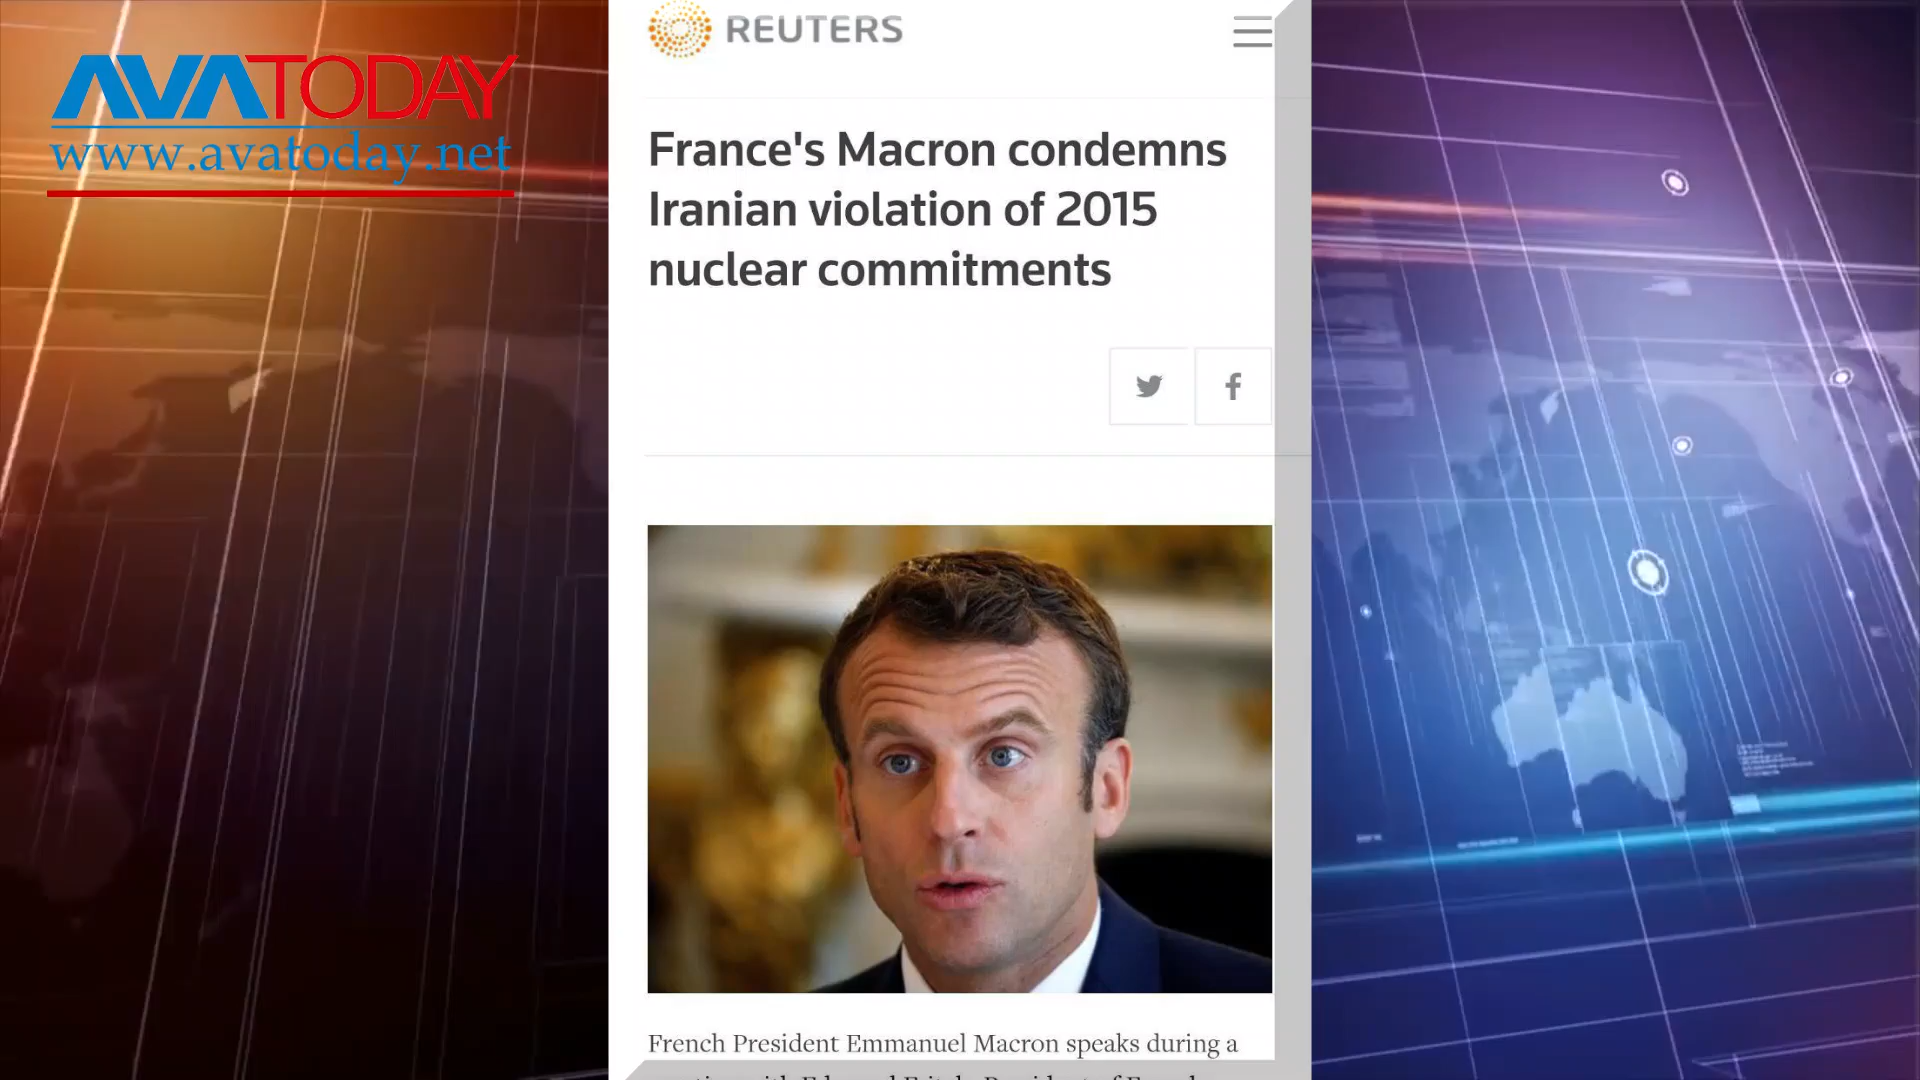 AVATODAY
www.avatoday.net
REUTERS
France's Macron condemns
Iranian violation of 2015
nuclear commitments
French President Emmanuel Macron speaks during a